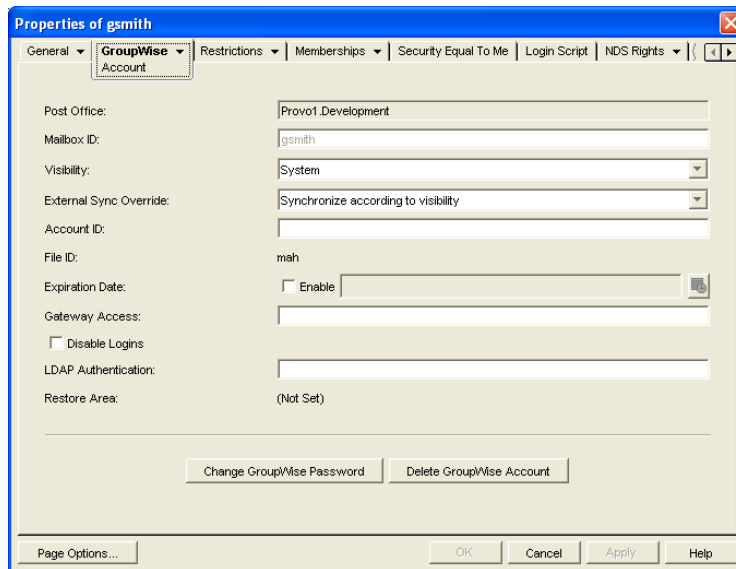 Properties of gsmith
General GroupWise Restrictions Memberships Security Equal To Me Login Script NDS Rights
Account
Post Office: Provo1.Development
Mailbox ID: gsmith
Visibility: System
External Sync Override: Synchronize according to visibility
Account ID:
File ID: mah
Expiration Date: Enable
Gateway Access:
Disable Logins
LDAP Authentication:
Restore Area: (Not Set)
Change GroupWise Password Delete GroupWise Account
Page Options... OK Cancel Apply Help